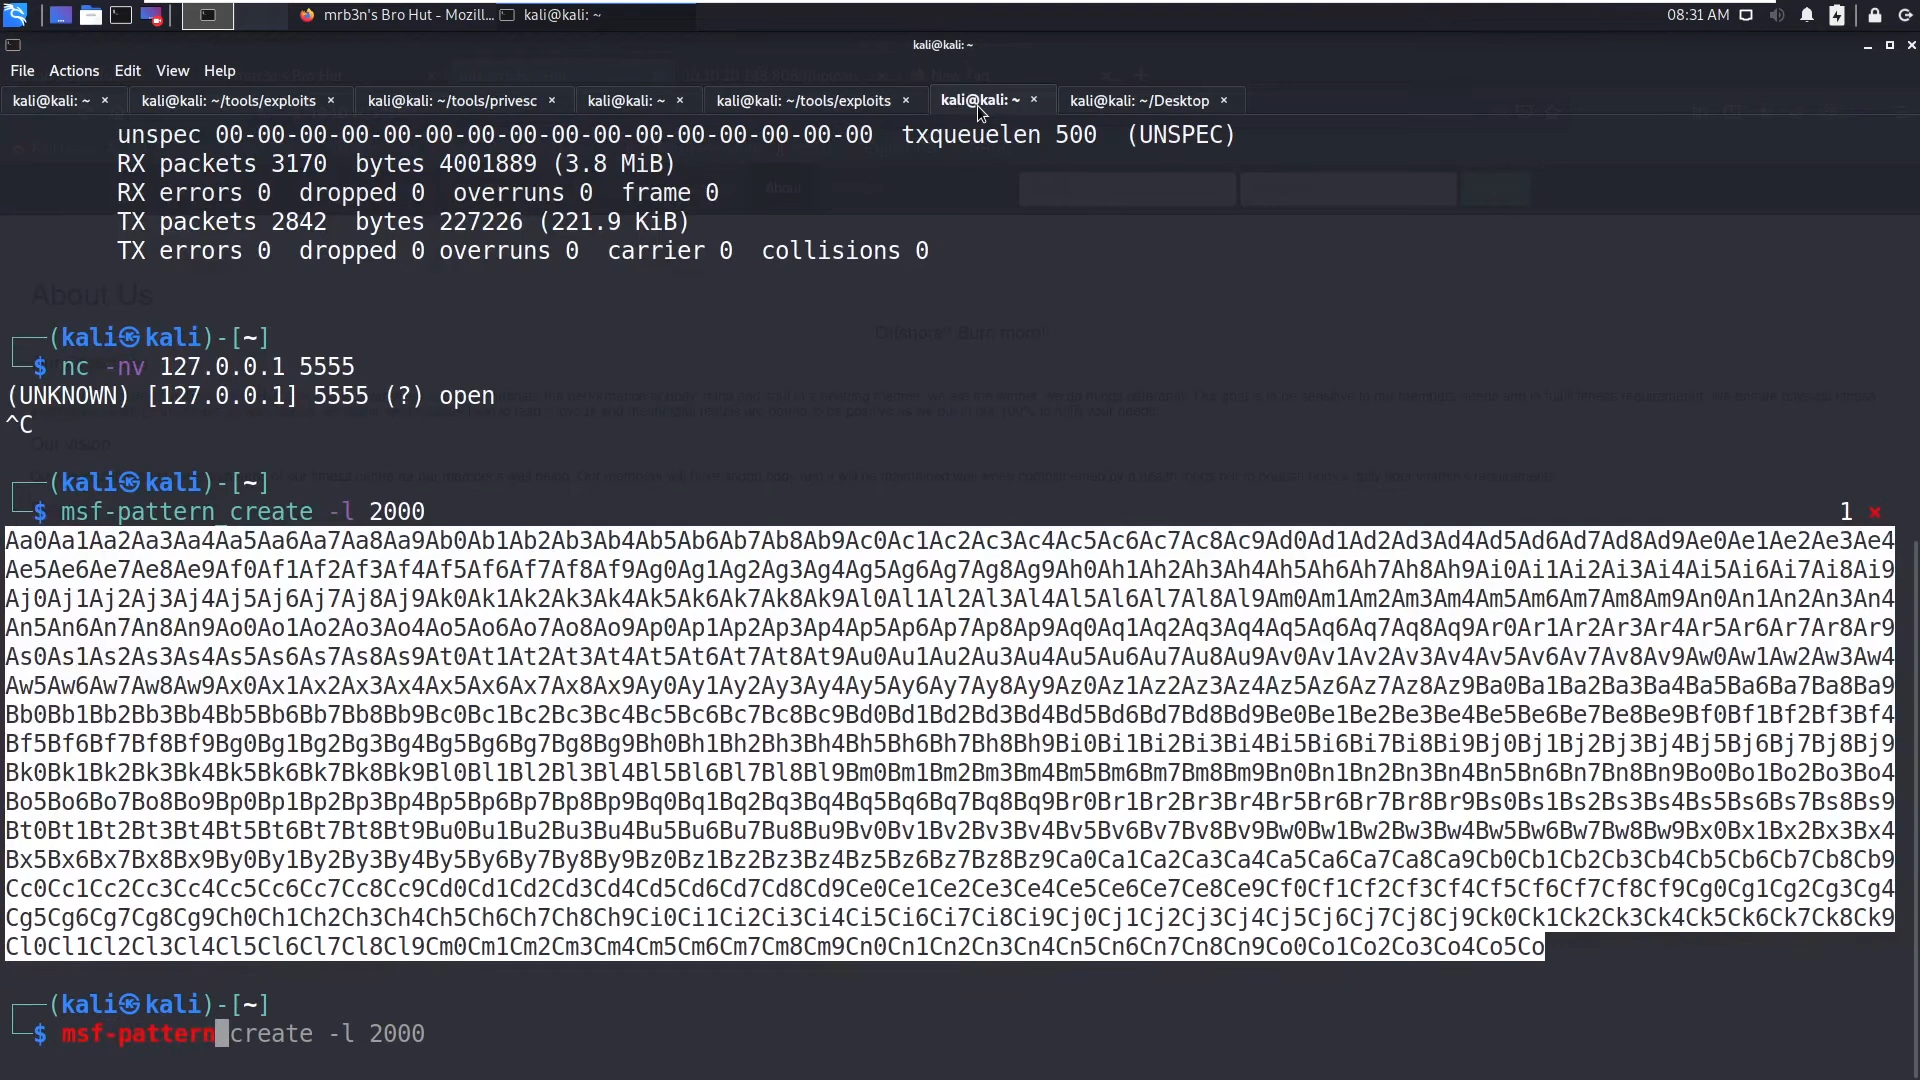 mrb3n's Bro Hut - Mozill...
kali@kali: ~
08:31 AM
kali@kali: ~
File Actions Edit View Help
kali@kali: ~ × kali@kali: ~/tools/exploits × kali@kali: ~/tools/privesc × kali@kali: ~ × kali@kali: ~/tools/exploits × kali@kali: ~ × kali@kali: ~/Desktop ×
unspec 00-00-00-00-00-00-00-00-00-00-00-00-00-00-00-00 txqueuelen 500 (UNSPEC)
RX packets 3170 bytes 4001889 (3.8 MiB)
RX errors 0 dropped 0 overruns 0 frame 0
TX packets 2842 bytes 227226 (221.9 KiB)
TX errors 0 dropped 0 overruns 0 carrier 0 collisions 0
About Us
┌──(kali㉿kali)-[~]
└─$ nc -nv 127.0.0.1 5555
(UNKNOWN) [127.0.0.1] 5555 (?) open
^C
┌──(kali㉿kali)-[~]
└─$ msf-pattern_create -l 2000 1 ×
Aa0Aa1Aa2Aa3Aa4Aa5Aa6Aa7Aa8Aa9Ab0Ab1Ab2Ab3Ab4Ab5Ab6Ab7Ab8Ab9Ac0Ac1Ac2Ac3Ac4Ac5Ac6Ac7Ac8Ac9Ad0Ad1Ad2Ad3Ad4Ad5Ad6Ad7Ad8Ad9Ae0Ae1Ae2Ae3Ae4
Ae5Ae6Ae7Ae8Ae9Af0Af1Af2Af3Af4Af5Af6Af7Af8Af9Ag0Ag1Ag2Ag3Ag4Ag5Ag6Ag7Ag8Ag9Ah0Ah1Ah2Ah3Ah4Ah5Ah6Ah7Ah8Ah9Ai0Ai1Ai2Ai3Ai4Ai5Ai6Ai7Ai8Ai9
Aj0Aj1Aj2Aj3Aj4Aj5Aj6Aj7Aj8Aj9Ak0Ak1Ak2Ak3Ak4Ak5Ak6Ak7Ak8Ak9Al0Al1Al2Al3Al4Al5Al6Al7Al8Al9Am0Am1Am2Am3Am4Am5Am6Am7Am8Am9An0An1An2An3An4
An5An6An7An8An9Ao0Ao1Ao2Ao3Ao4Ao5Ao6Ao7Ao8Ao9Ap0Ap1Ap2Ap3Ap4Ap5Ap6Ap7Ap8Ap9Aq0Aq1Aq2Aq3Aq4Aq5Aq6Aq7Aq8Aq9Ar0Ar1Ar2Ar3Ar4Ar5Ar6Ar7Ar8Ar9
As0As1As2As3As4As5As6As7As8As9At0At1At2At3At4At5At6At7At8At9Au0Au1Au2Au3Au4Au5Au6Au7Au8Au9Av0Av1Av2Av3Av4Av5Av6Av7Av8Av9Aw0Aw1Aw2Aw3Aw4
Aw5Aw6Aw7Aw8Aw9Ax0Ax1Ax2Ax3Ax4Ax5Ax6Ax7Ax8Ax9Ay0Ay1Ay2Ay3Ay4Ay5Ay6Ay7Ay8Ay9Az0Az1Az2Az3Az4Az5Az6Az7Az8Az9Ba0Ba1Ba2Ba3Ba4Ba5Ba6Ba7Ba8Ba9
Bb0Bb1Bb2Bb3Bb4Bb5Bb6Bb7Bb8Bb9Bc0Bc1Bc2Bc3Bc4Bc5Bc6Bc7Bc8Bc9Bd0Bd1Bd2Bd3Bd4Bd5Bd6Bd7Bd8Bd9Be0Be1Be2Be3Be4Be5Be6Be7Be8Be9Bf0Bf1Bf2Bf3Bf4
Bf5Bf6Bf7Bf8Bf9Bg0Bg1Bg2Bg3Bg4Bg5Bg6Bg7Bg8Bg9Bh0Bh1Bh2Bh3Bh4Bh5Bh6Bh7Bh8Bh9Bi0Bi1Bi2Bi3Bi4Bi5Bi6Bi7Bi8Bi9Bj0Bj1Bj2Bj3Bj4Bj5Bj6Bj7Bj8Bj9
Bk0Bk1Bk2Bk3Bk4Bk5Bk6Bk7Bk8Bk9Bl0Bl1Bl2Bl3Bl4Bl5Bl6Bl7Bl8Bl9Bm0Bm1Bm2Bm3Bm4Bm5Bm6Bm7Bm8Bm9Bn0Bn1Bn2Bn3Bn4Bn5Bn6Bn7Bn8Bn9Bo0Bo1Bo2Bo3Bo4
Bo5Bo6Bo7Bo8Bo9Bp0Bp1Bp2Bp3Bp4Bp5Bp6Bp7Bp8Bp9Bq0Bq1Bq2Bq3Bq4Bq5Bq6Bq7Bq8Bq9Br0Br1Br2Br3Br4Br5Br6Br7Br8Br9Bs0Bs1Bs2Bs3Bs4Bs5Bs6Bs7Bs8Bs9
Bt0Bt1Bt2Bt3Bt4Bt5Bt6Bt7Bt8Bt9Bu0Bu1Bu2Bu3Bu4Bu5Bu6Bu7Bu8Bu9Bv0Bv1Bv2Bv3Bv4Bv5Bv6Bv7Bv8Bv9Bw0Bw1Bw2Bw3Bw4Bw5Bw6Bw7Bw8Bw9Bx0Bx1Bx2Bx3Bx4
Bx5Bx6Bx7Bx8Bx9By0By1By2By3By4By5By6By7By8By9Bz0Bz1Bz2Bz3Bz4Bz5Bz6Bz7Bz8Bz9Ca0Ca1Ca2Ca3Ca4Ca5Ca6Ca7Ca8Ca9Cb0Cb1Cb2Cb3Cb4Cb5Cb6Cb7Cb8Cb9
Cc0Cc1Cc2Cc3Cc4Cc5Cc6Cc7Cc8Cc9Cd0Cd1Cd2Cd3Cd4Cd5Cd6Cd7Cd8Cd9Ce0Ce1Ce2Ce3Ce4Ce5Ce6Ce7Ce8Ce9Cf0Cf1Cf2Cf3Cf4Cf5Cf6Cf7Cf8Cf9Cg0Cg1Cg2Cg3Cg4
Cg5Cg6Cg7Cg8Cg9Ch0Ch1Ch2Ch3Ch4Ch5Ch6Ch7Ch8Ch9Ci0Ci1Ci2Ci3Ci4Ci5Ci6Ci7Ci8Ci9Cj0Cj1Cj2Cj3Cj4Cj5Cj6Cj7Cj8Cj9Ck0Ck1Ck2Ck3Ck4Ck5Ck6Ck7Ck8Ck9
Cl0Cl1Cl2Cl3Cl4Cl5Cl6Cl7Cl8Cl9Cm0Cm1Cm2Cm3Cm4Cm5Cm6Cm7Cm8Cm9Cn0Cn1Cn2Cn3Cn4Cn5Cn6Cn7Cn8Cn9Co0Co1Co2Co3Co4Co5Co
┌──(kali㉿kali)-[~]
└─$ msf-pattern create -l 2000